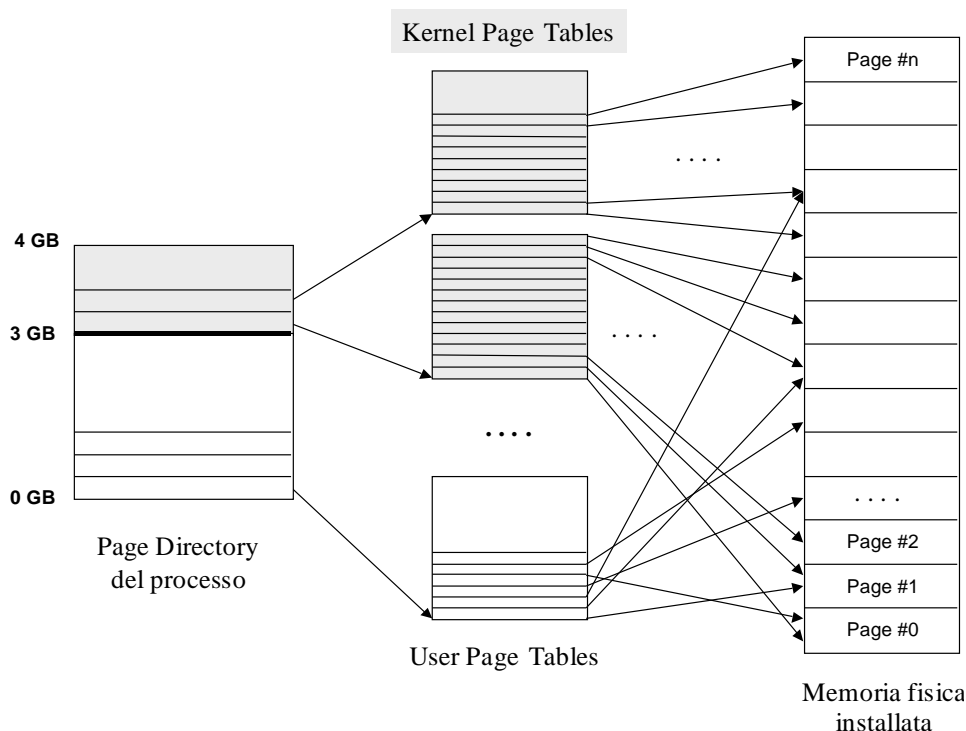 Kernel Page Tables
Page #n
. . . .
4 GB
3 GB
. . . .
. . . .
0 GB
. . . .
Page Directory
del processo
Page #2
Page #1
Page #0
User Page Tables
Memoria fisica
installata